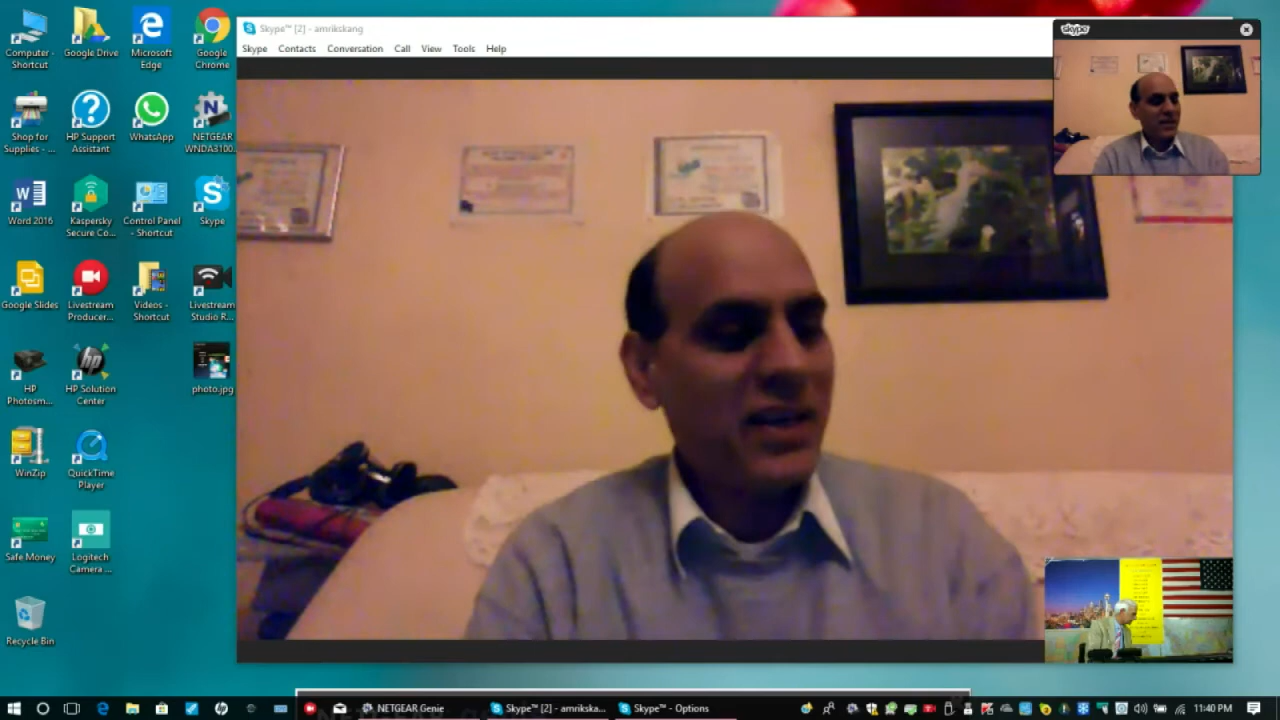 Computer -
Shortcut
Google Drive
Microsoft
Edge
Google
Chrome
Shop for
Supplies - ...
HP Support
Assistant
WhatsApp
NETGEAR
WNDA3100...
Word 2016
Kaspersky
Secure Co...
Control Panel
- Shortcut
Skype
Google Slides
Livestream
Producer...
Videos -
Shortcut
Livestream
Studio R...
HP
Photosm...
HP Solution
Center
photo.jpg
WinZip
QuickTime
Player
Safe Money
Logitech
Camera ...
Recycle Bin
Skype™ [2] - amrikskang
Skype Contacts Conversation Call View Tools Help
skype
NETGEAR Genie
Skype™ [2] - amrikska...
Skype™ - Options
11:40 PM